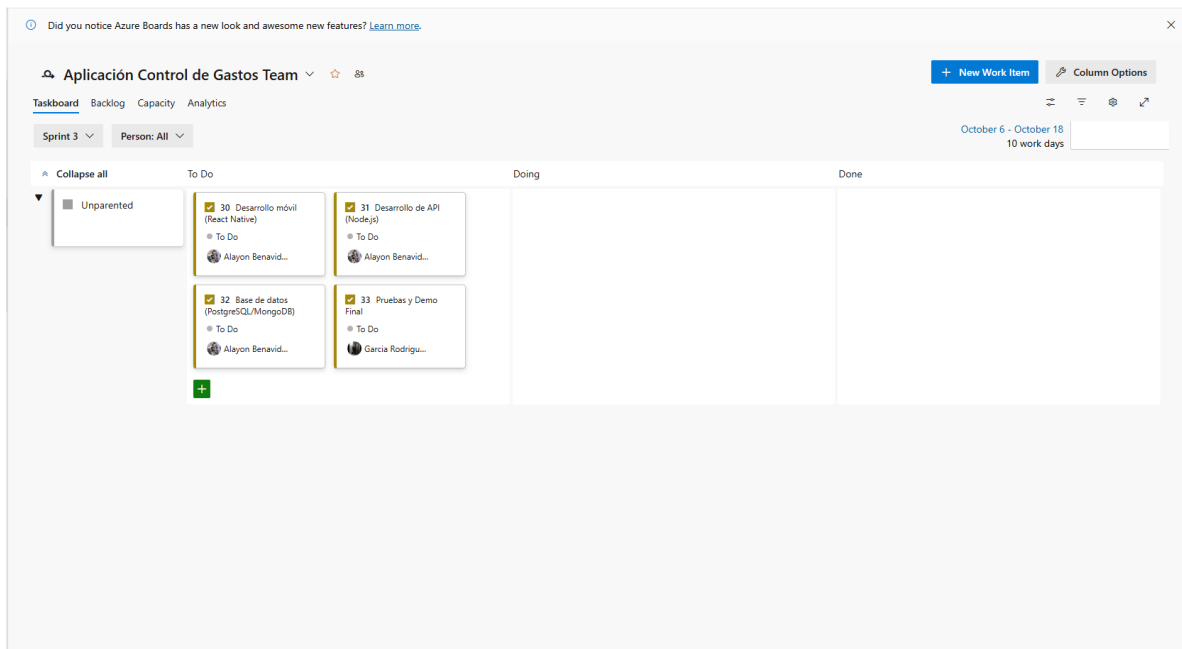 Did you notice Azure Boards has a new look and awesome new features? Learn more.
Aplicación Control de Gastos Team
New Work Item
Column Options
Taskboard Backlog Capacity Analytics
Sprint 3
Person: All
October 6 - October 18
10 work days
Collapse all
To Do
Doing
Done
Unparented
30 Desarrollo móvil
(React Native)
To Do
Alayon Benavid...
31 Desarrollo de API
(Node.js)
To Do
Alayon Benavid...
32 Base de datos
(PostgreSQL/MongoDB)
To Do
Alayon Benavid...
33 Pruebas y Demo
Final
To Do
Garcia Rodrigu...